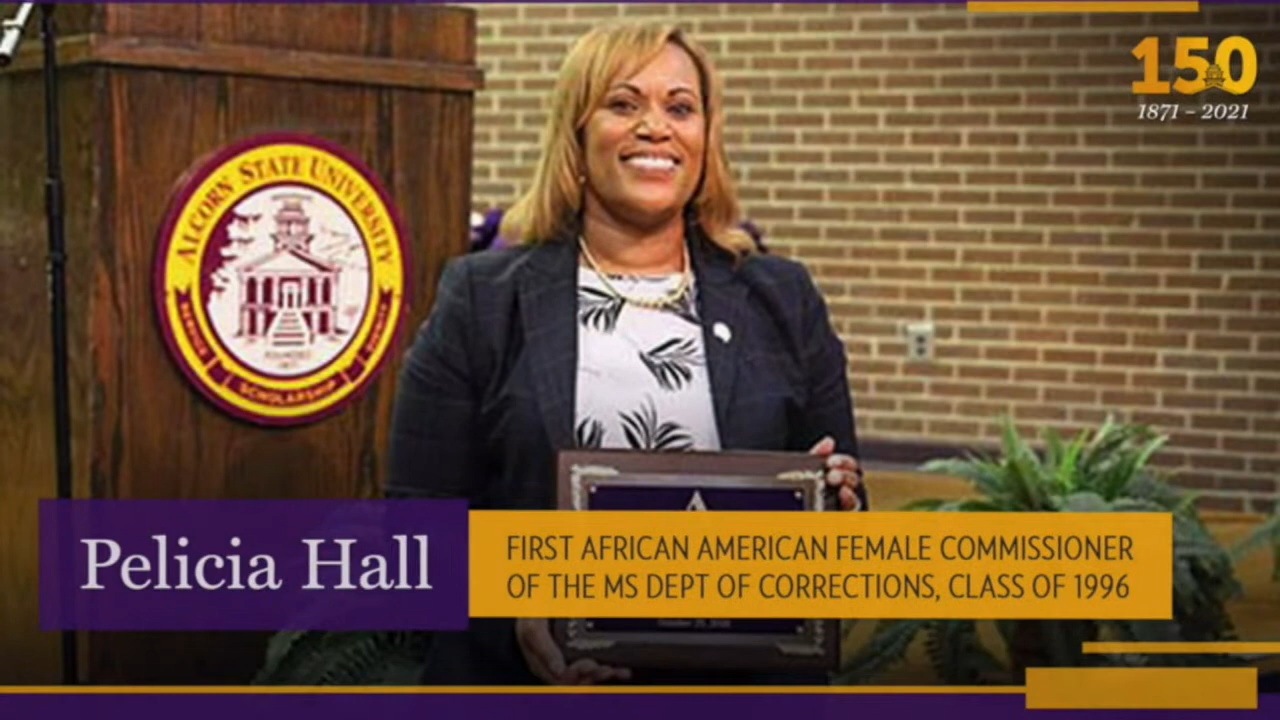 150
1871 – 2021
ALCORN STATE UNIVERSITY
SCHOLARSHIP
Pelicia Hall
FIRST AFRICAN AMERICAN FEMALE COMMISSIONER
OF THE MS DEPT OF CORRECTIONS, CLASS OF 1996